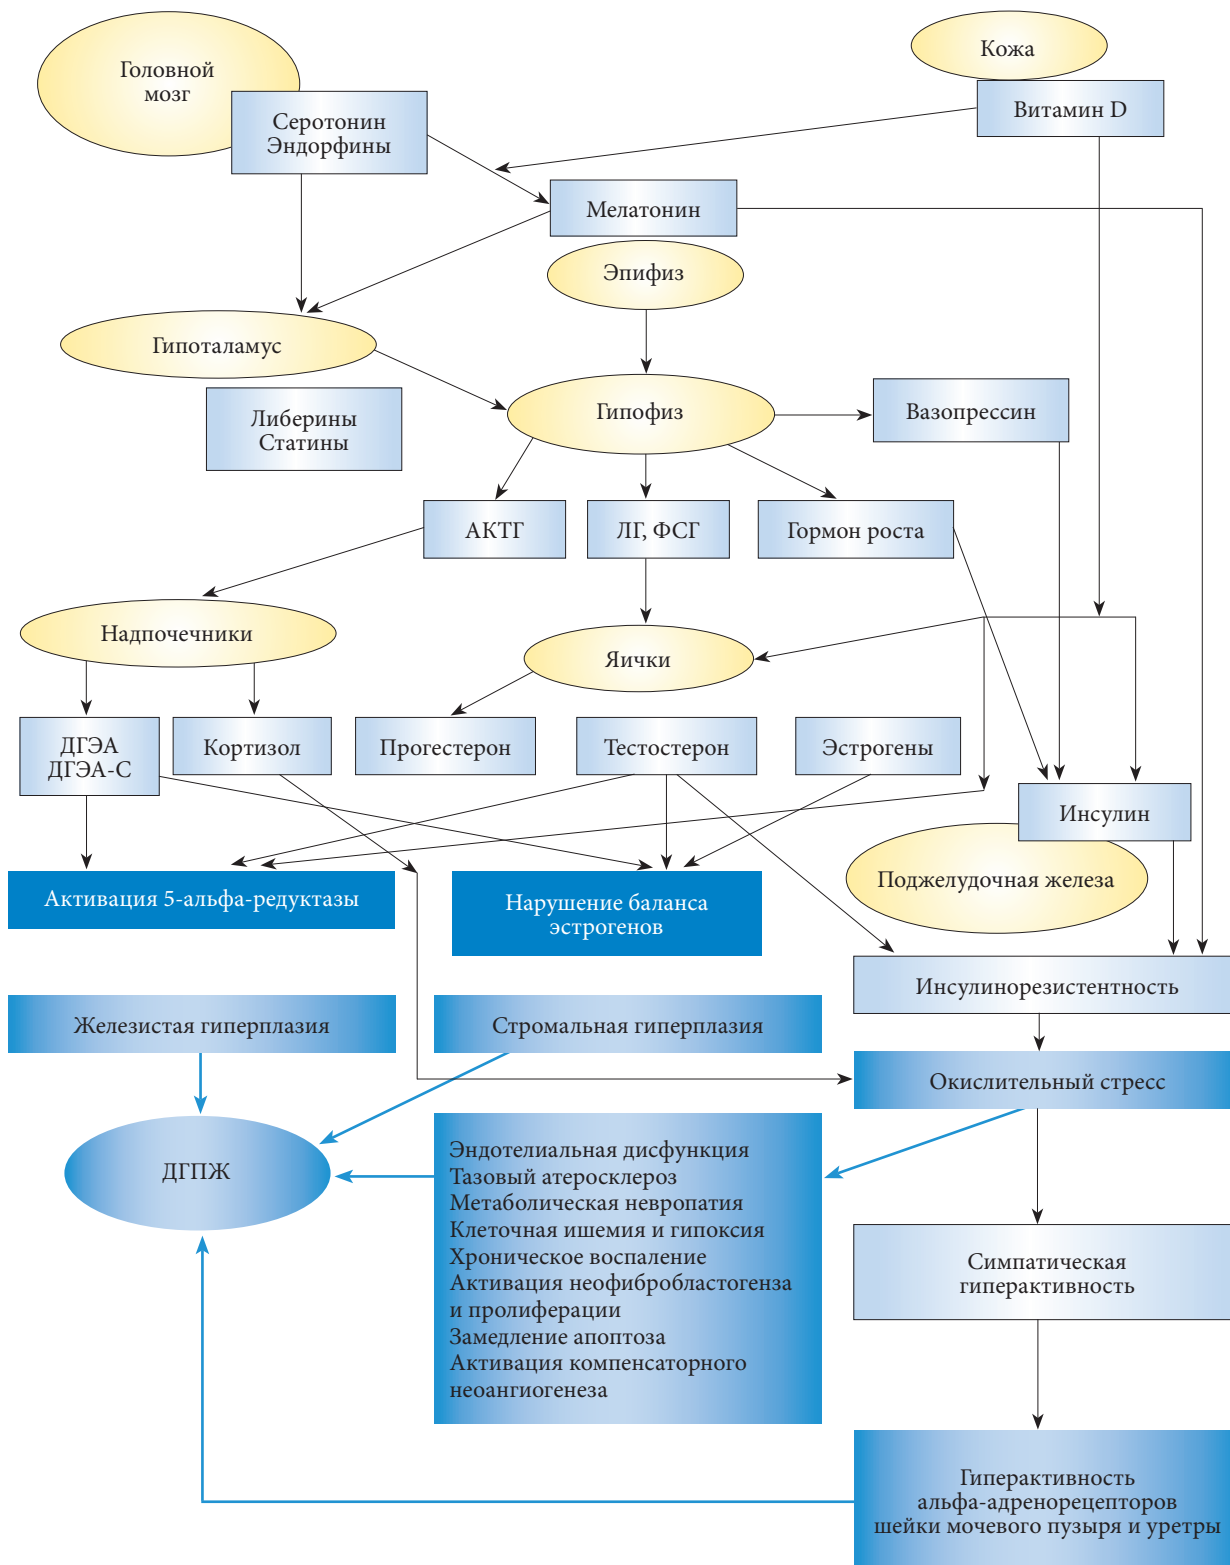 Головной
мозг
Кожа
Серотонин
Эндорфины
Витамин D
Мелатонин
Эпифиз
Гипоталамус
Либерины
Статины
Гипофиз
Вазопрессин
АКТГ
ЛГ, ФСГ
Гормон роста
Надпочечники
Яички
ДГЭА
ДГЭА-С
Кортизол
Прогестерон
Тестостерон
Эстрогены
Инсулин
Поджелудочная железа
Активация 5-альфа-редуктазы
Нарушение баланса
эстрогенов
Инсулинорезистентность
Железистая гиперплазия
Стромальная гиперплазия
Окислительный стресс
ДГПЖ
Эндотелиальная дисфункция
Тазовый атеросклероз
Метаболическая невропатия
Клеточная ишемия и гипоксия
Хроническое воспаление
Активация неофибробластогенза
и пролиферации
Замедление апоптоза
Активация компенсаторного
неоангиогенеза
Симпатическая
гиперактивность
Гиперактивность
альфа-адренорецепторов
шейки мочевого пузыря и уретры